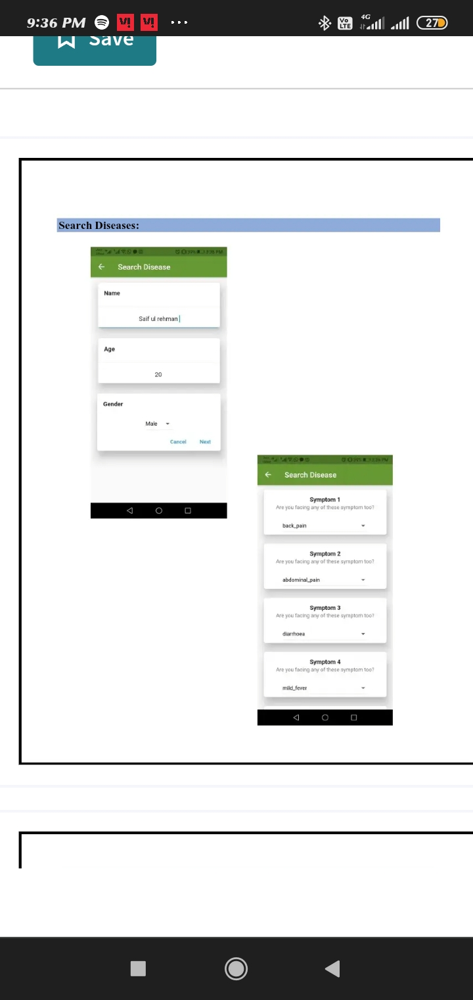 9:36 PM
Vo
LTE
4G
27
Save
Search Diseases:
Search Disease
Name
Saif ul rehman
Age
20
Gender
Male
Cancel Next
Search Disease
Symptom 1
Are you facing any of these symptom too?
back_pain
Symptom 2
Are you facing any of these symptom too?
abdominal_pain
Symptom 3
Are you facing any of these symptom too?
diarrhoea
Symptom 4
Are you facing any of these symptom too?
mild_fever